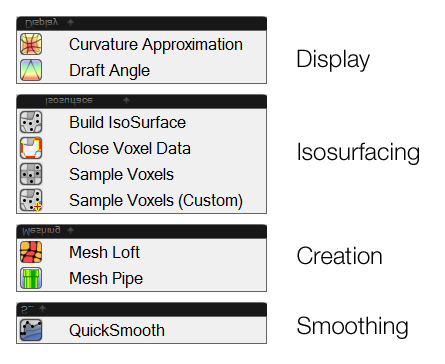 Display
Curvature Approximation
Draft Angle
Display
Isosurface
Build IsoSurface
Close Voxel Data
Sample Voxels
Sample Voxels (Custom)
Isosurfacing
Meshing
Mesh Loft
Mesh Pipe
Creation
S...
QuickSmooth
Smoothing